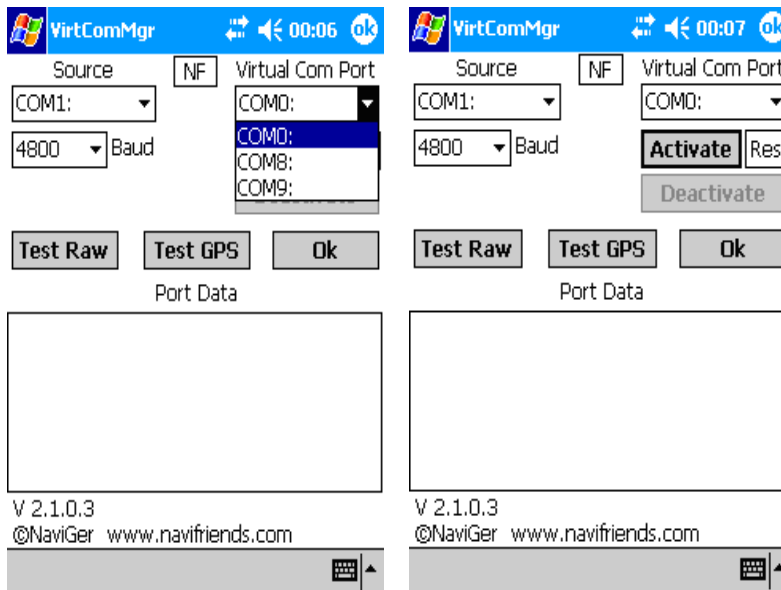 VirtComMgr 00:06 ok
Source NF Virtual Com Port
COM1: COM0:
4800 Baud COM0:
COM8:
COM9:
Test Raw Test GPS Ok
Port Data
V 2.1.0.3
©NaviGer www.navifriends.com
VirtComMgr 00:07 ok
Source NF Virtual Com Port
COM1: COM0:
4800 Baud Activate Res
Deactivate
Test Raw Test GPS Ok
Port Data
V 2.1.0.3
©NaviGer www.navifriends.com